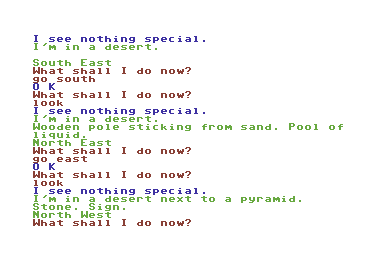 I see nothing special.
I'm in a desert.
South East
What shall I do now?
go south
O K
What shall I do now?
look
I see nothing special.
I'm in a desert.
Wooden pole sticking from sand. Pool of
liquid.
North East
What shall I do now?
go east
O K
What shall I do now?
look
I see nothing special.
I'm in a desert next to a pyramid.
Stone. Sign.
North West
What shall I do now?